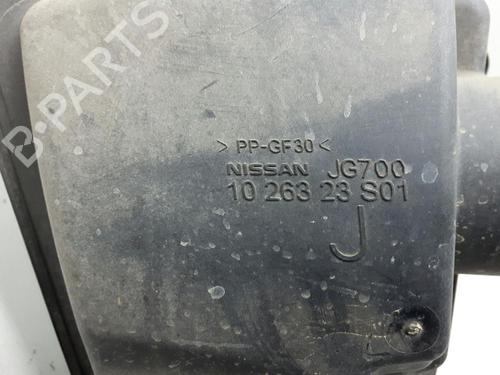 >PP-GF30<
NISSAN JG700
10 263 23 S01
J
B-PARTS